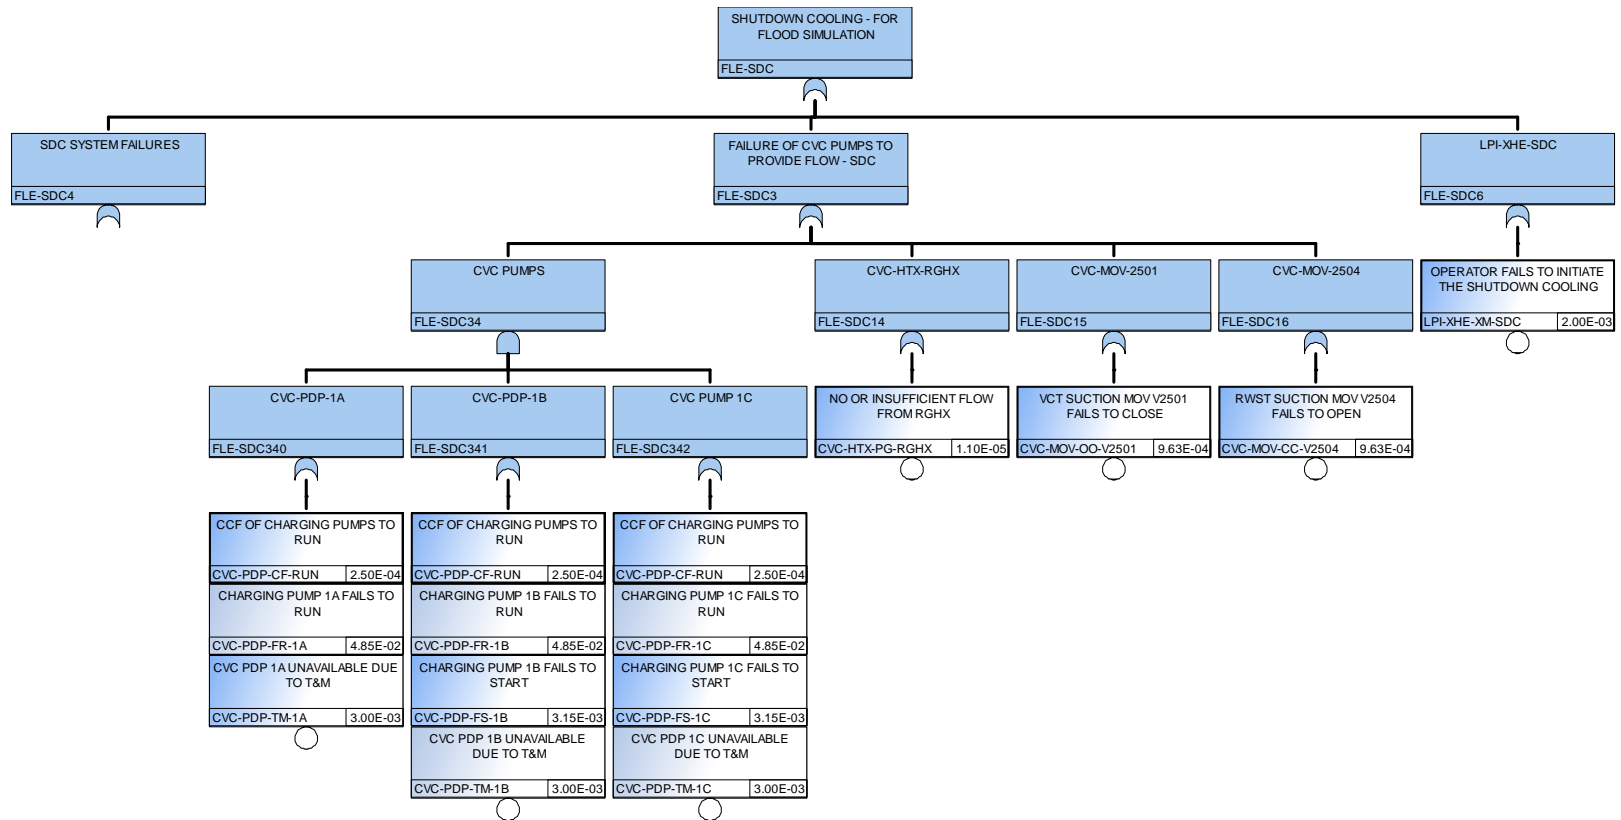 SHUTDOWN COOLING - FOR
FLOOD SIMULATION
FLE-SDC
SDC SYSTEM FAILURES
FLE-SDC4
FAILURE OF CVC PUMPS TO
PROVIDE FLOW - SDC
FLE-SDC3
LPI-XHE-SDC
FLE-SDC6
CVC PUMPS
FLE-SDC34
CVC-HTX-RGHX
FLE-SDC14
CVC-MOV-2501
FLE-SDC15
CVC-MOV-2504
FLE-SDC16
OPERATOR FAILS TO INITIATE
THE SHUTDOWN COOLING
LPI-XHE-XM-SDC 2.00E-03
CVC-PDP-1A
FLE-SDC340
CVC-PDP-1B
FLE-SDC341
CVC PUMP 1C
FLE-SDC342
NO OR INSUFFICIENT FLOW
FROM RGHX
CVC-HTX-PG-RGHX 1.10E-05
VCT SUCTION MOV V2501
FAILS TO CLOSE
CVC-MOV-OO-V2501 9.63E-04
RWST SUCTION MOV V2504
FAILS TO OPEN
CVC-MOV-CC-V2504 9.63E-04
CCF OF CHARGING PUMPS TO
RUN
CVC-PDP-CF-RUN 2.50E-04
CHARGING PUMP 1A FAILS TO
RUN
CVC-PDP-FR-1A 4.85E-02
CVC PDP 1A UNAVAILABLE DUE
TO T&M
CVC-PDP-TM-1A 3.00E-03
CCF OF CHARGING PUMPS TO
RUN
CVC-PDP-CF-RUN 2.50E-04
CHARGING PUMP 1B FAILS TO
RUN
CVC-PDP-FR-1B 4.85E-02
CHARGING PUMP 1B FAILS TO
START
CVC-PDP-FS-1B 3.15E-03
CVC PDP 1B UNAVAILABLE
DUE TO T&M
CVC-PDP-TM-1B 3.00E-03
CCF OF CHARGING PUMPS TO
RUN
CVC-PDP-CF-RUN 2.50E-04
CHARGING PUMP 1C FAILS TO
RUN
CVC-PDP-FR-1C 4.85E-02
CHARGING PUMP 1C FAILS TO
START
CVC-PDP-FS-1C 3.15E-03
CVC PDP 1C UNAVAILABLE
DUE TO T&M
CVC-PDP-TM-1C 3.00E-03